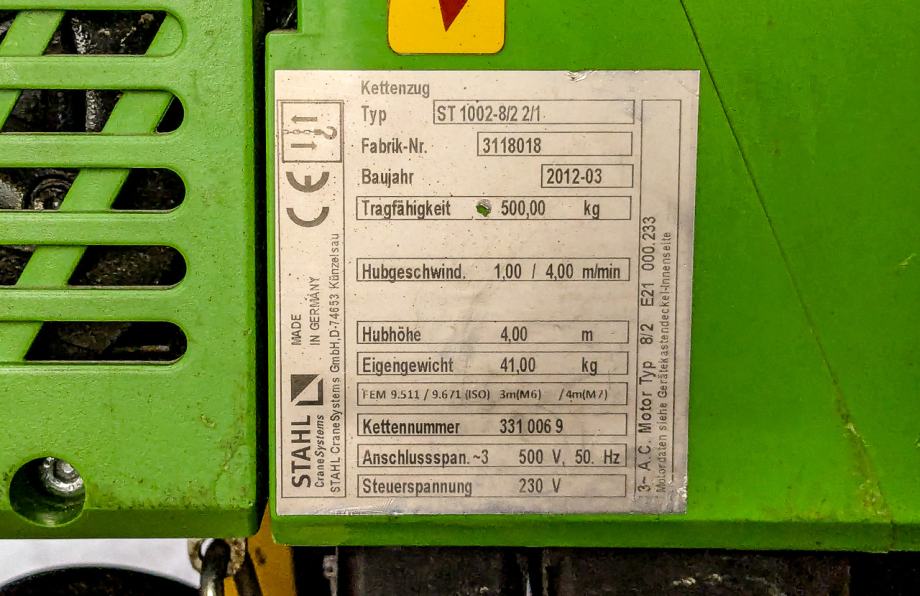 Kettenzug
Typ ST 1002-8/2 2/1
Fabrik-Nr. 3118018
Baujahr 2012-03
Tragfähigkeit 500,00 kg
Hubgeschwind. 1,00 / 4,00 m/min
Hubhöhe 4,00 m
Eigengewicht 41,00 kg
FEM 9.511 / 9.671 (ISO) 3m(M6) /4m(M7)
Kettennummer 331 006 9
Anschlussspan. ~3 500 V, 50. Hz
Steuerspannung 230 V
CE
MADE
IN GERMANY
STAHL
CraneSystems
STAHL CraneSystems GmbH,D-74653 Künzelsau
3~ A.C. Motor Typ 8/2 E21 000.233
Motordaten siehe Gerätekastendeckel-Innenseite